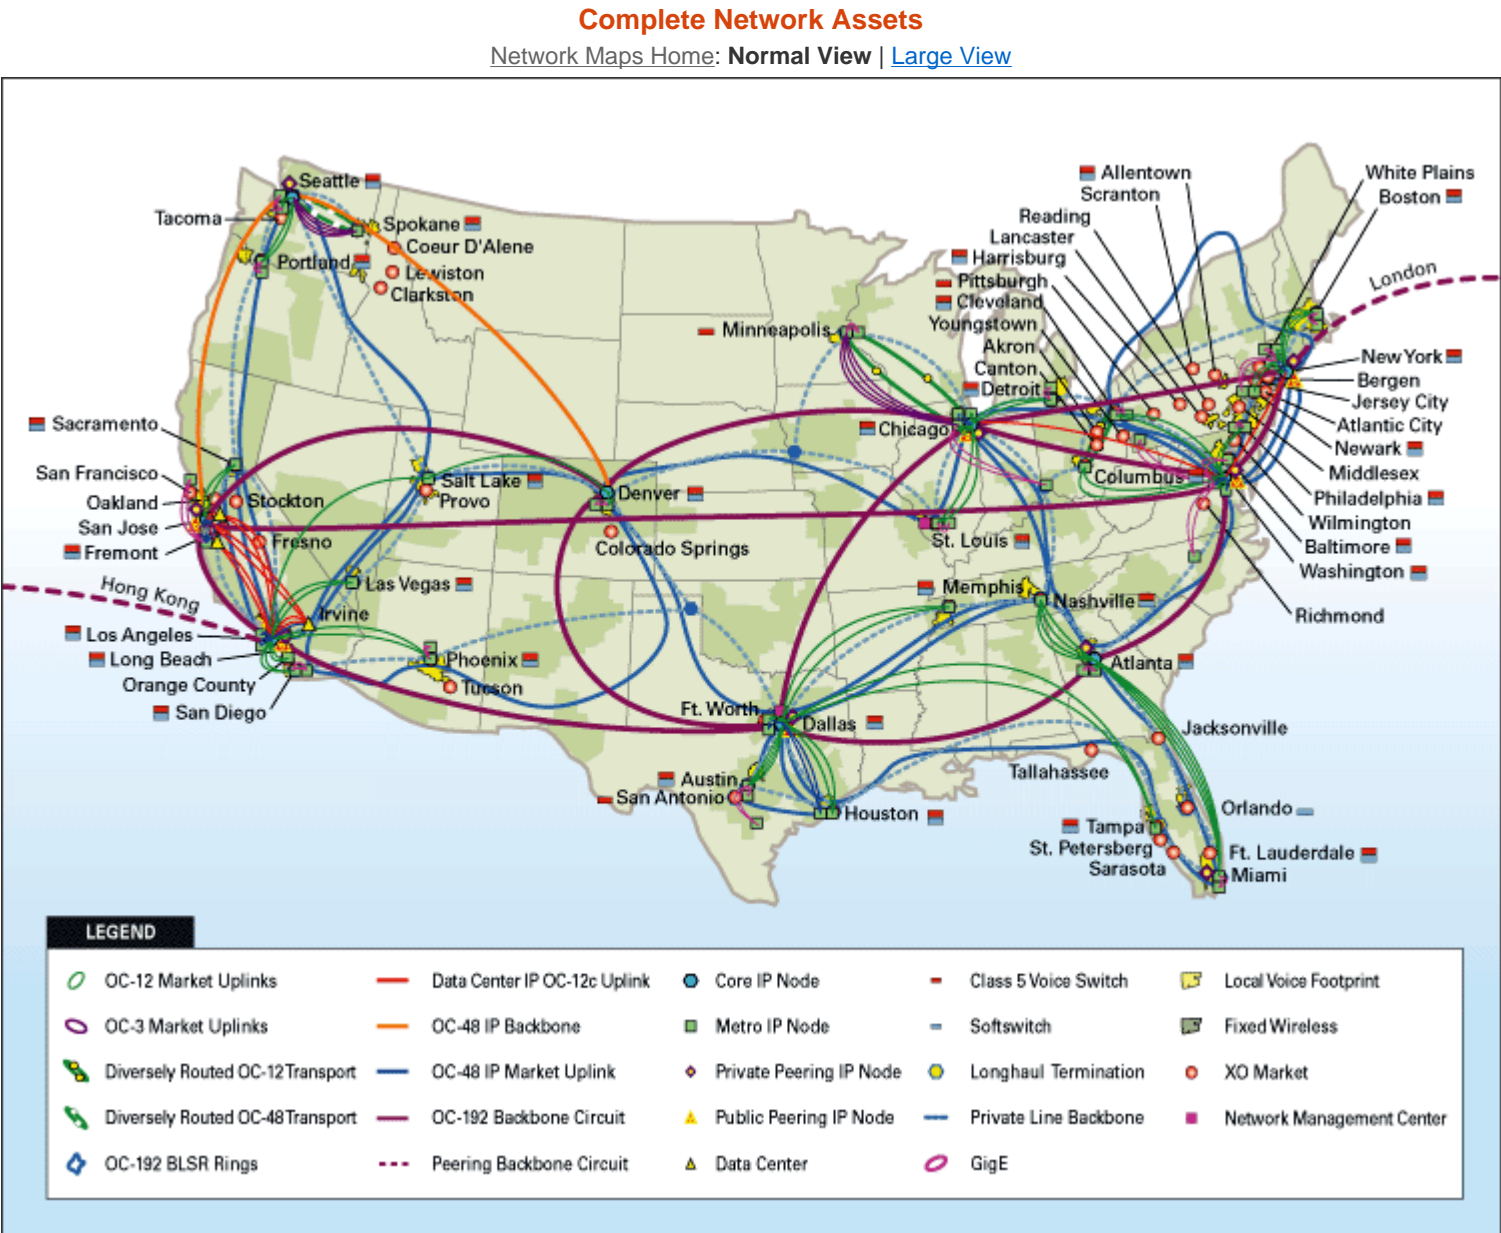 Complete Network Assets
Network Maps Home: Normal View | Large View
Seattle
Tacoma
Spokane
Coeur D'Alene
Portland
Lewiston
Clarkston
Minneapolis
Allentown
Scranton
Reading
Lancaster
Harrisburg
Pittsburgh
Cleveland
Youngstown
Akron
Canton
Detroit
White Plains
Boston
London
New York
Bergen
Jersey City
Atlantic City
Newark
Middlesex
Philadelphia
Wilmington
Baltimore
Washington
Richmond
Chicago
Columbus
Sacramento
San Francisco
Oakland
San Jose
Fremont
Stockton
Fresno
Salt Lake
Provo
Denver
Colorado Springs
St. Louis
Hong Kong
Las Vegas
Irvine
Los Angeles
Long Beach
Orange County
San Diego
Phoenix
Tucson
Memphis
Nashville
Atlanta
Ft. Worth
Dallas
Austin
San Antonio
Houston
Jacksonville
Tallahassee
Orlando
Tampa
St. Petersberg
Sarasota
Ft. Lauderdale
Miami
LEGEND
OC-12 Market Uplinks
OC-3 Market Uplinks
Diversely Routed OC-12 Transport
Diversely Routed OC-48 Transport
OC-192 BLSR Rings
Data Center IP OC-12c Uplink
OC-48 IP Backbone
OC-48 IP Market Uplink
OC-192 Backbone Circuit
Peering Backbone Circuit
Core IP Node
Metro IP Node
Private Peering IP Node
Public Peering IP Node
Data Center
Class 5 Voice Switch
Softswitch
Longhaul Termination
Private Line Backbone
GigE
Local Voice Footprint
Fixed Wireless
XO Market
Network Management Center